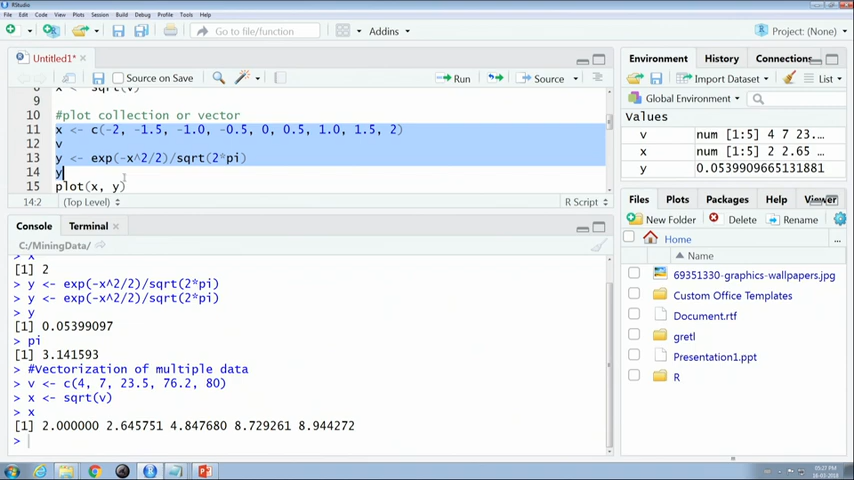 RStudio
File Edit Code View Plots Session Build Debug Profile Tools Help
Go to file/function
Addins
Project: (None)
Untitled1*
Source on Save
Run
Source
8 x <- sqrt(v)
9
10 #plot collection or vector
11 x <- c(-2, -1.5, -1.0, -0.5, 0, 0.5, 1.0, 1.5, 2)
12 v
13 y <- exp(-x^2/2)/sqrt(2*pi)
14 y
15 plot(x, y)
14:2 (Top Level) R Script
Console Terminal
C:/MiningData/
> x
[1] 2
> y <- exp(-x^2/2)/sqrt(2*pi)
> y <- exp(-x^2/2)/sqrt(2*pi)
> y
[1] 0.05399097
> pi
[1] 3.141593
> #Vectorization of multiple data
> v <- c(4, 7, 23.5, 76.2, 80)
> x <- sqrt(v)
> x
[1] 2.000000 2.645751 4.847680 8.729261 8.944272
>
Environment History Connections
Import Dataset List
Global Environment
Values
v num [1:5] 4 7 23...
x num [1:5] 2 2.65 ...
y 0.0539909665131881
Files Plots Packages Help Viewer
New Folder Delete Rename
Home ...
Name
69351330-graphics-wallpapers.jpg
Custom Office Templates
Document.rtf
gretl
Presentation1.ppt
R
05:27 PM